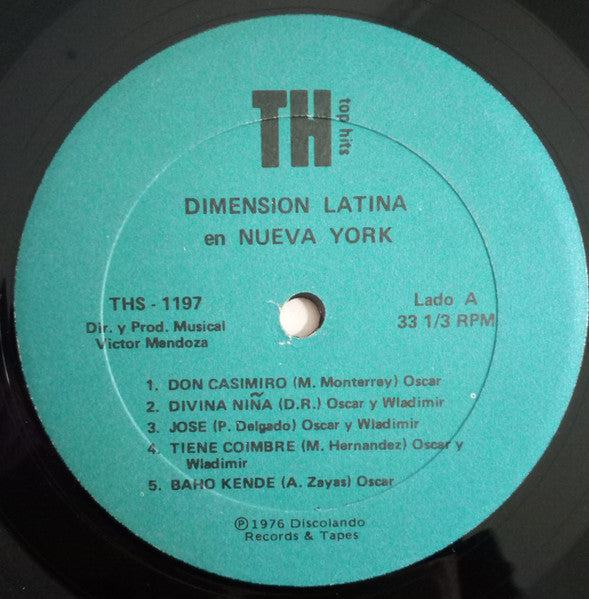 TH top hits
DIMENSION LATINA
en NUEVA YORK
THS - 1197
Dir. y Prod. Musical
Victor Mendoza
Lado A
33 1/3 RPM
1. DON CASIMIRO (M. Monterrey) Oscar
2. DIVINA NIÑA (D.R.) Oscar y Wladimir
3. JOSE (P. Delgado) Oscar y Wladimir
4. TIENE COIMBRE (M. Hernandez) Oscar y
Wladimir
5. BAHO KENDE (A. Zayas) Oscar
℗ 1976 Discolando
Records & Tapes